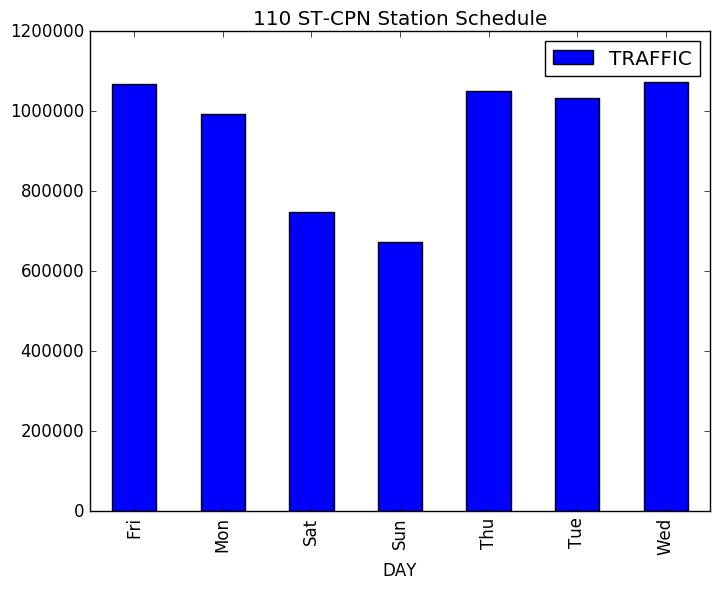 110 ST-CPN Station Schedule
TRAFFIC
1200000
1000000
800000
600000
400000
200000
0
Fri
Mon
Sat
Sun
Thu
Tue
Wed
DAY